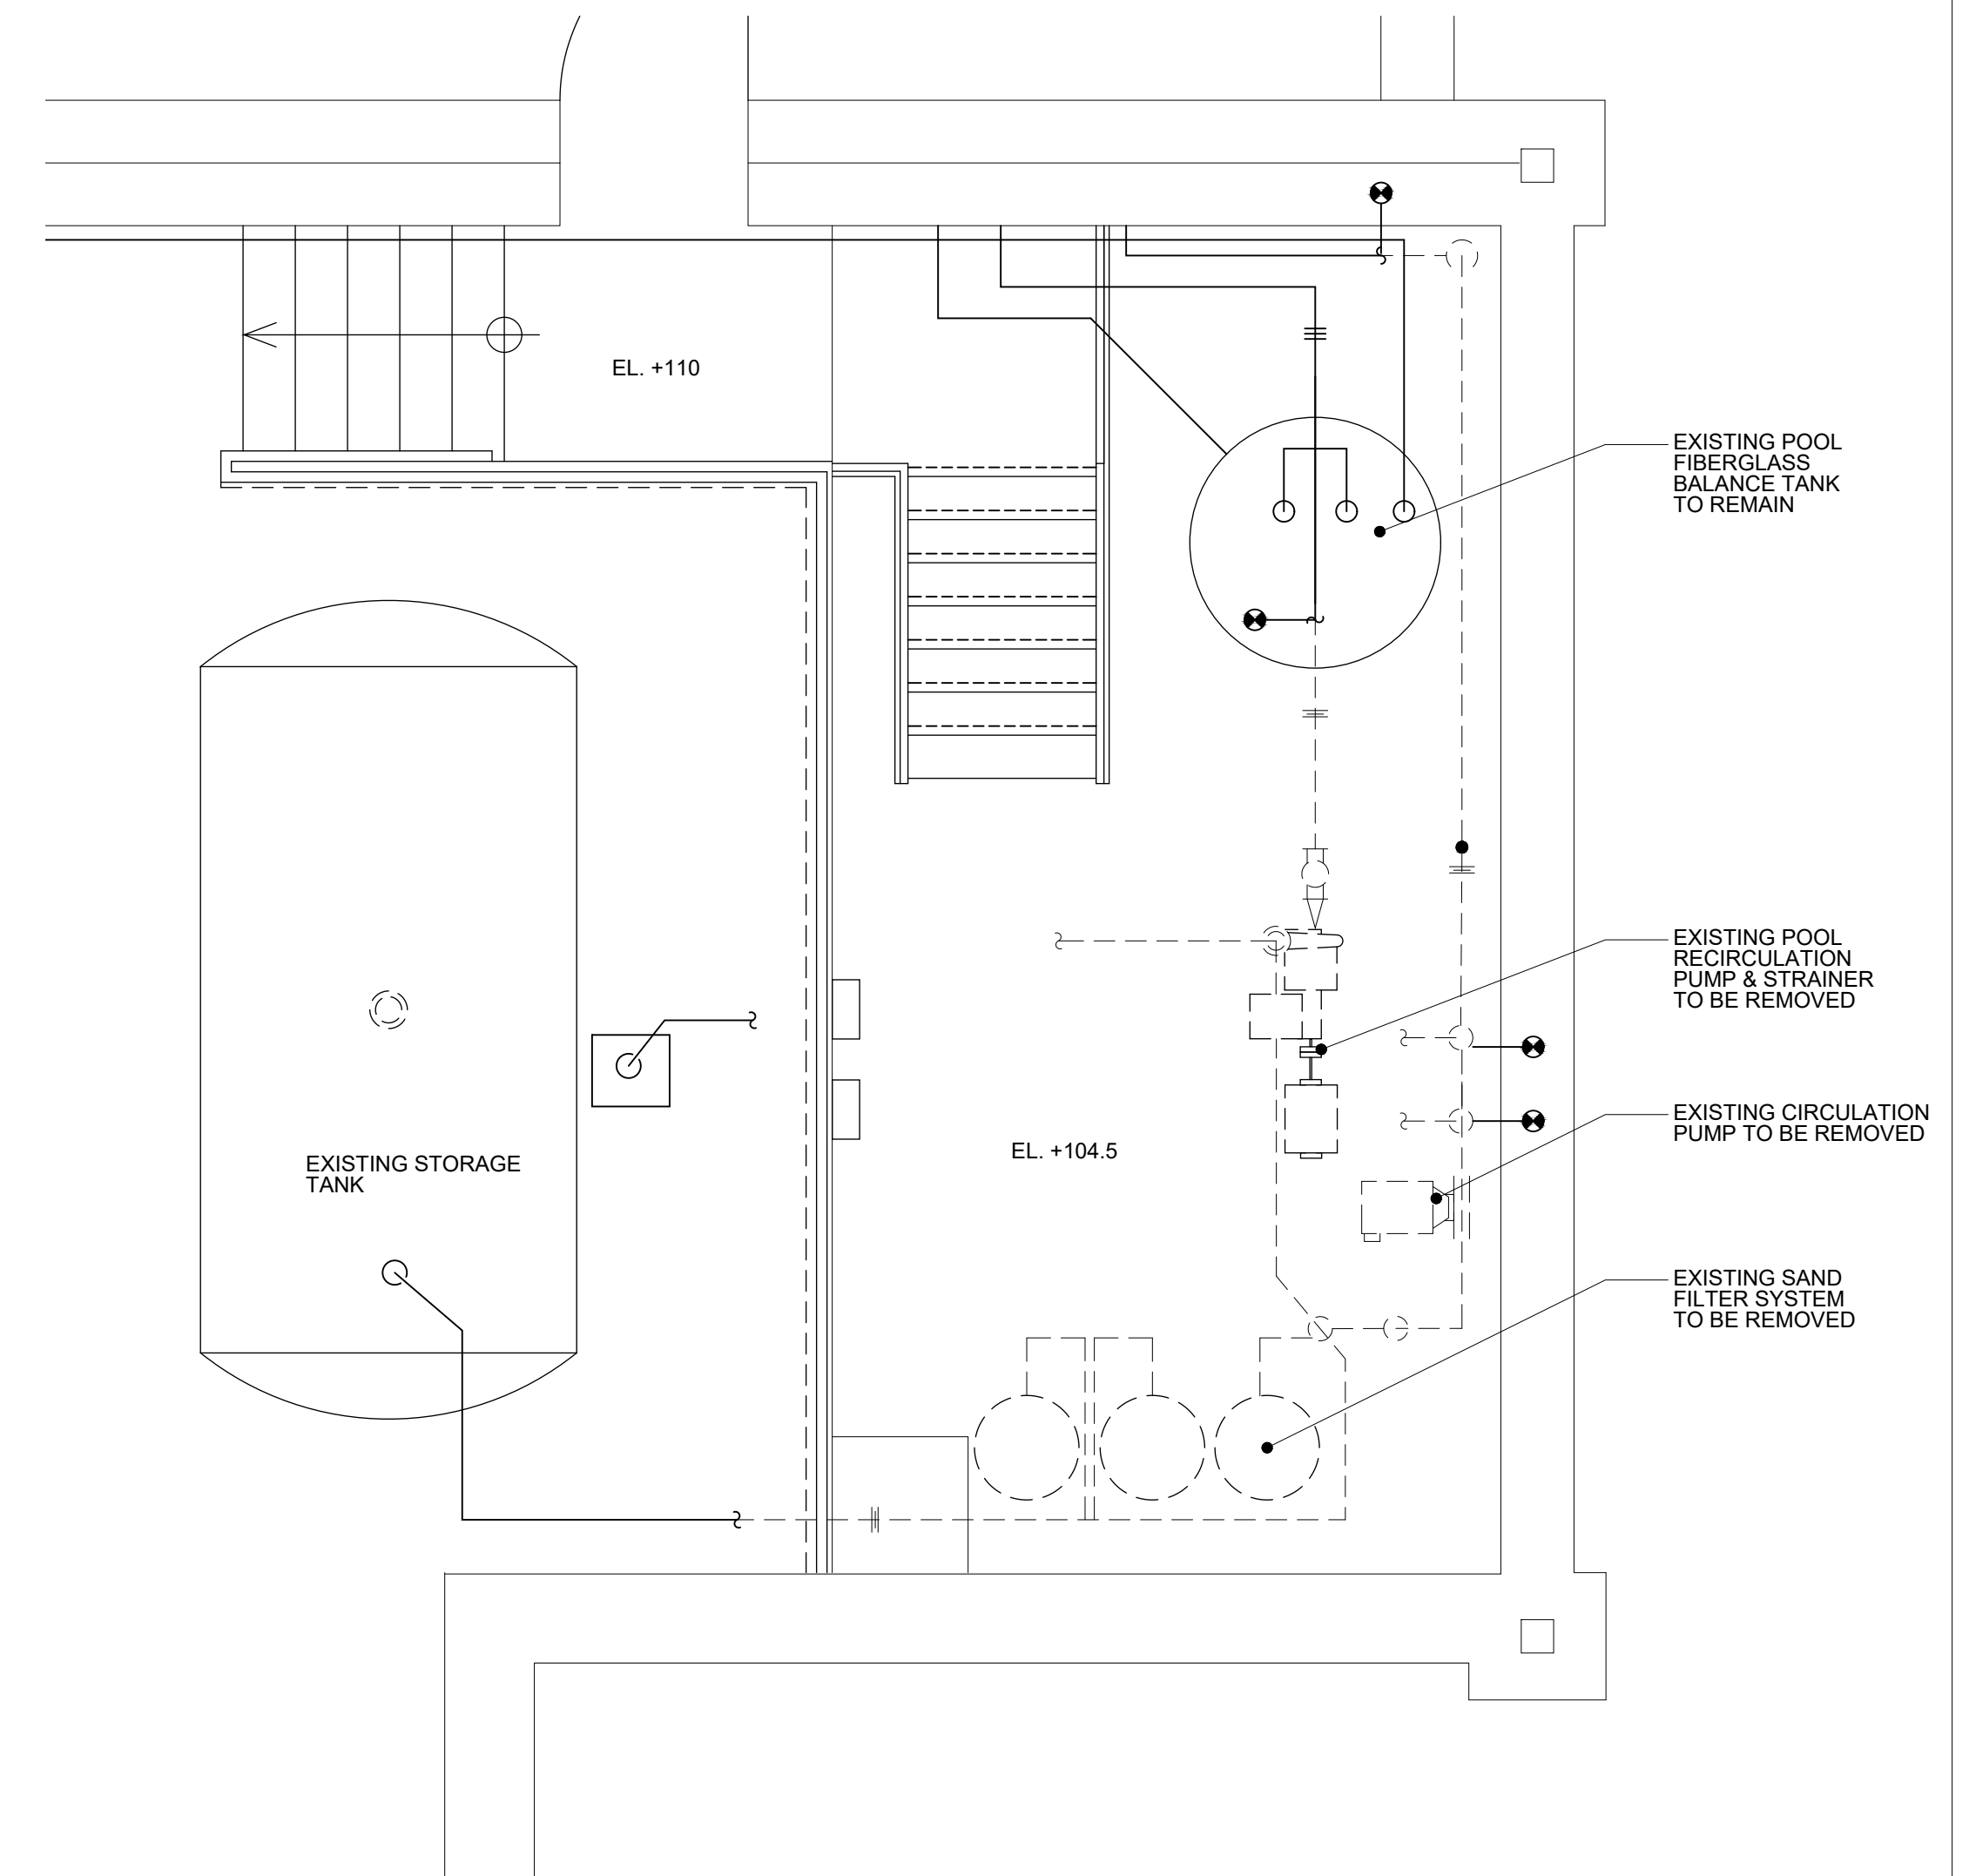 EL. +110
EXISTING POOL
FIBERGLASS
BALANCE TANK
TO REMAIN
EXISTING POOL
RECIRCULATION
PUMP & STRAINER
TO BE REMOVED
EXISTING CIRCULATION
PUMP TO BE REMOVED
EL. +104.5
EXISTING STORAGE
TANK
EXISTING SAND
FILTER SYSTEM
TO BE REMOVED